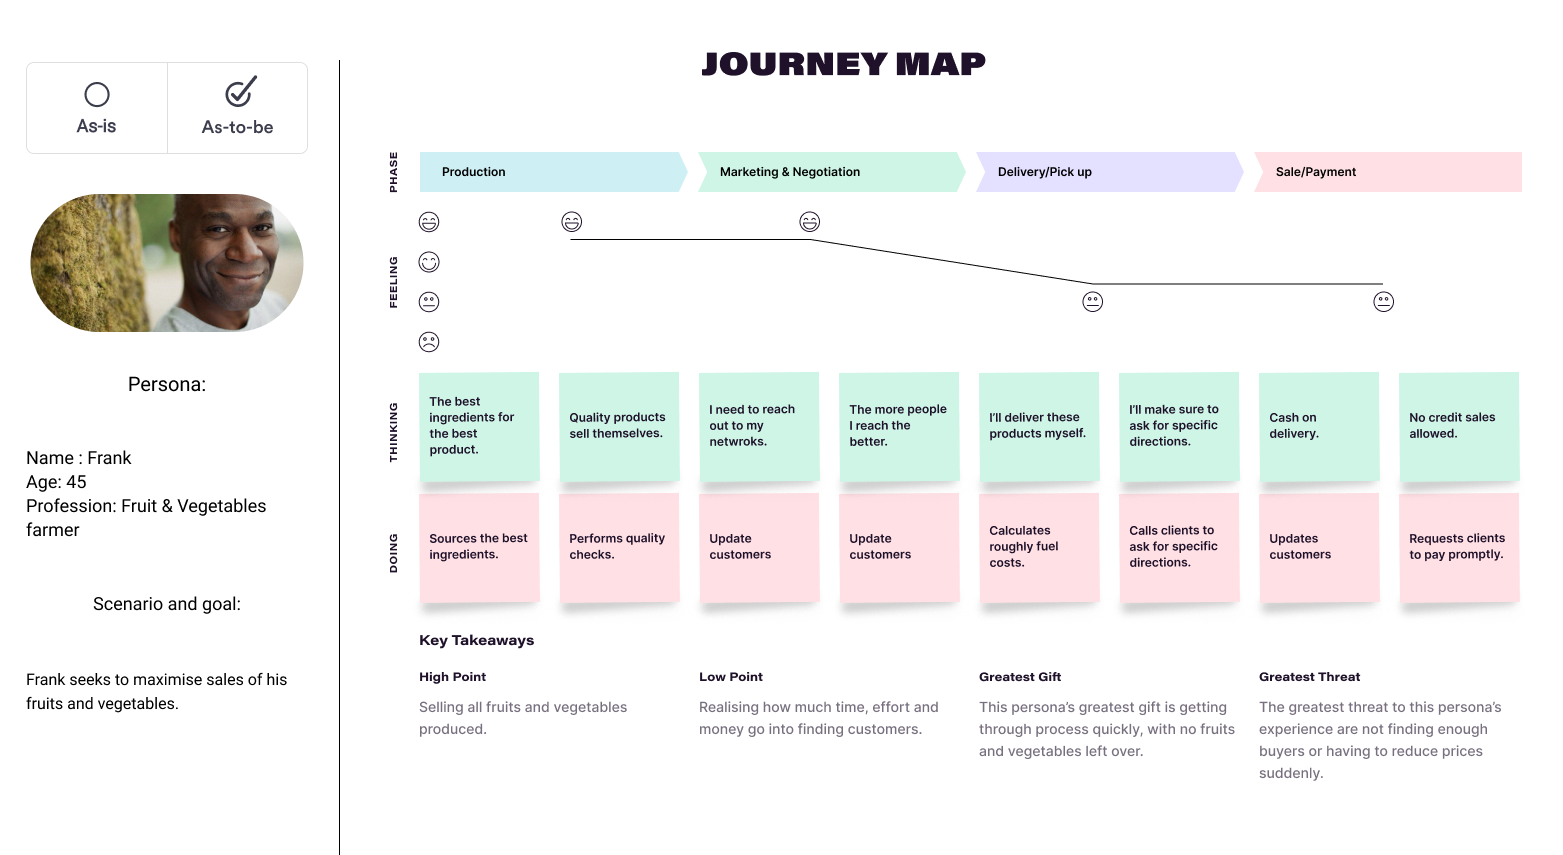 JOURNEY MAP
As-is
As-to-be
Persona:
Name : Frank
Age: 45
Profession: Fruit & Vegetables
farmer
Scenario and goal:
Frank seeks to maximise sales of his
fruits and vegetables.
PHASE
Production
Marketing & Negotiation
Delivery/Pick up
Sale/Payment
FEELING
THINKING
The best
ingredients for
the best
product.
Quality products
sell themselves.
I need to reach
out to my
netwroks.
The more people
I reach the
better.
I'll deliver these
products myself.
I'll make sure to
ask for specific
directions.
Cash on
delivery.
No credit sales
allowed.
DOING
Sources the best
ingredients.
Performs quality
checks.
Update
customers
Update
customers
Calculates
roughly fuel
costs.
Calls clients to
ask for specific
directions.
Updates
customers
Requests clients
to pay promptly.
Key Takeaways
High Point
Selling all fruits and vegetables
produced.
Low Point
Realising how much time, effort and
money go into finding customers.
Greatest Gift
This persona's greatest gift is getting
through process quickly, with no fruits
and vegetables left over.
Greatest Threat
The greatest threat to this persona's
experience are not finding enough
buyers or having to reduce prices
suddenly.